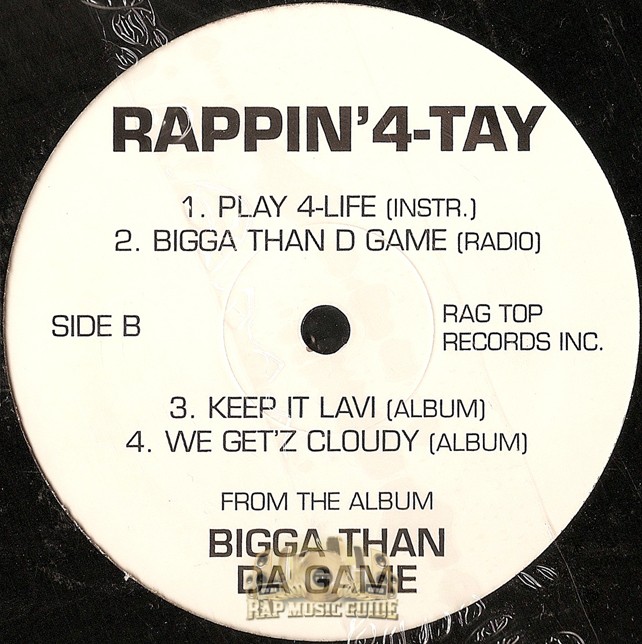 RAPPIN' 4-TAY
1. PLAY 4-LIFE (INSTR.)
2. BIGGA THAN D GAME (RADIO)
SIDE B
RAG TOP
RECORDS INC.
3. KEEP IT LAVI (ALBUM)
4. WE GET'Z CLOUDY (ALBUM)
FROM THE ALBUM
BIGGA THAN
DA GAME
RAP MUSIC GUIDE